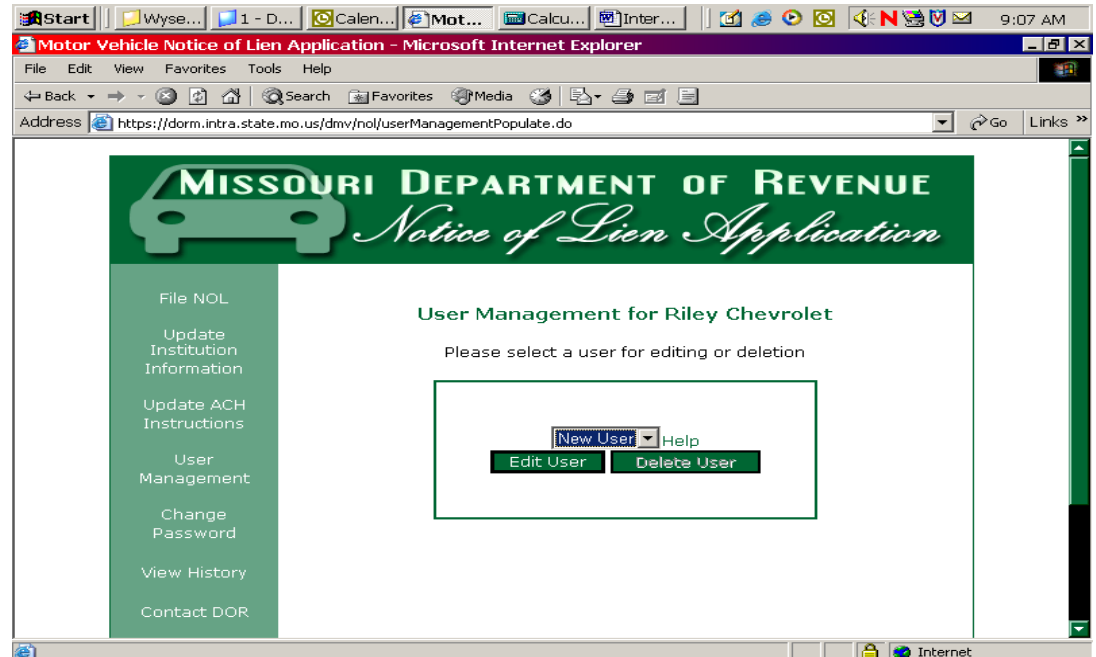 Start Wyse... 1 - D... Calen... Mot... Calcu... Inter... N 9:07 AM
Motor Vehicle Notice of Lien Application - Microsoft Internet Explorer
File Edit View Favorites Tools Help
Back Search Favorites Media
Address https://dorm.intra.state.mo.us/dmv/nol/userManagementPopulate.do Go Links »
MISSOURI DEPARTMENT OF REVENUE
Notice of Lien Application
File NOL
Update
Institution
Information
Update ACH
Instructions
User
Management
Change
Password
View History
Contact DOR
User Management for Riley Chevrolet
Please select a user for editing or deletion
New User Help
Edit User Delete User
Internet